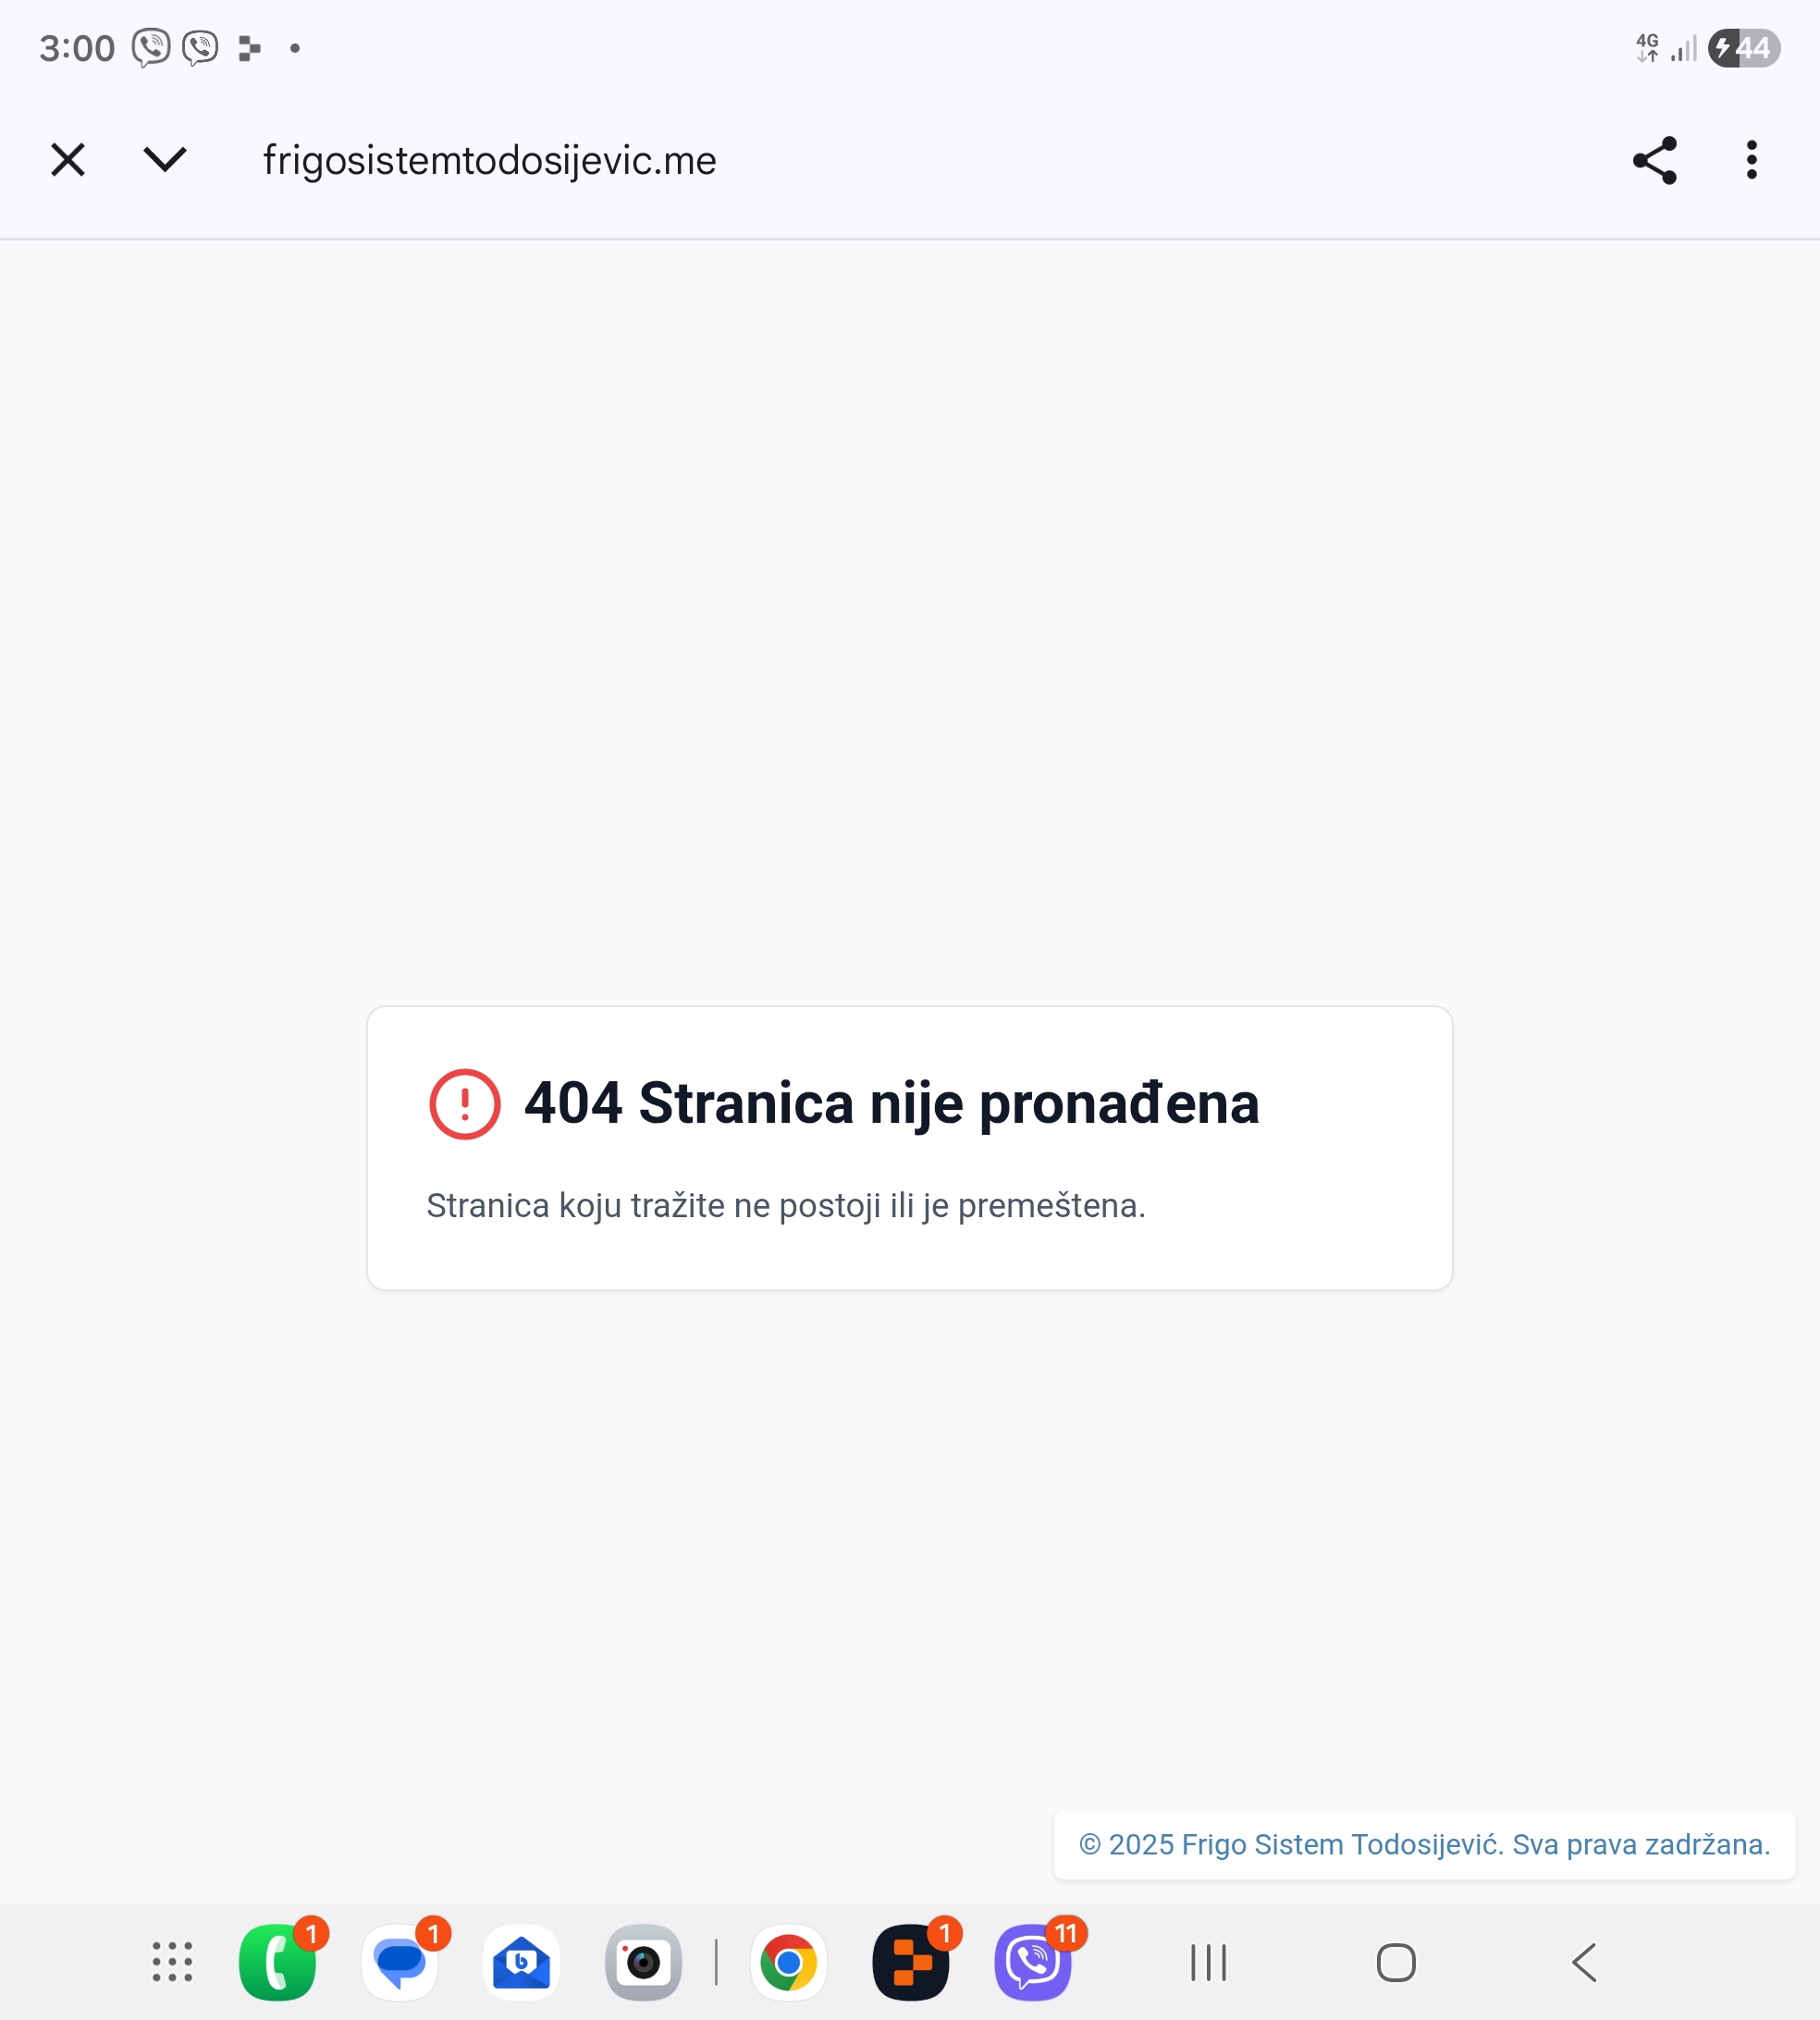 3:00
4G
44
frigosistemtodosijevic.me
404 Stranica nije pronađena
Stranica koju tražite ne postoji ili je premeštena.
© 2025 Frigo Sistem Todosijević. Sva prava zadržana.
1
1
1
11